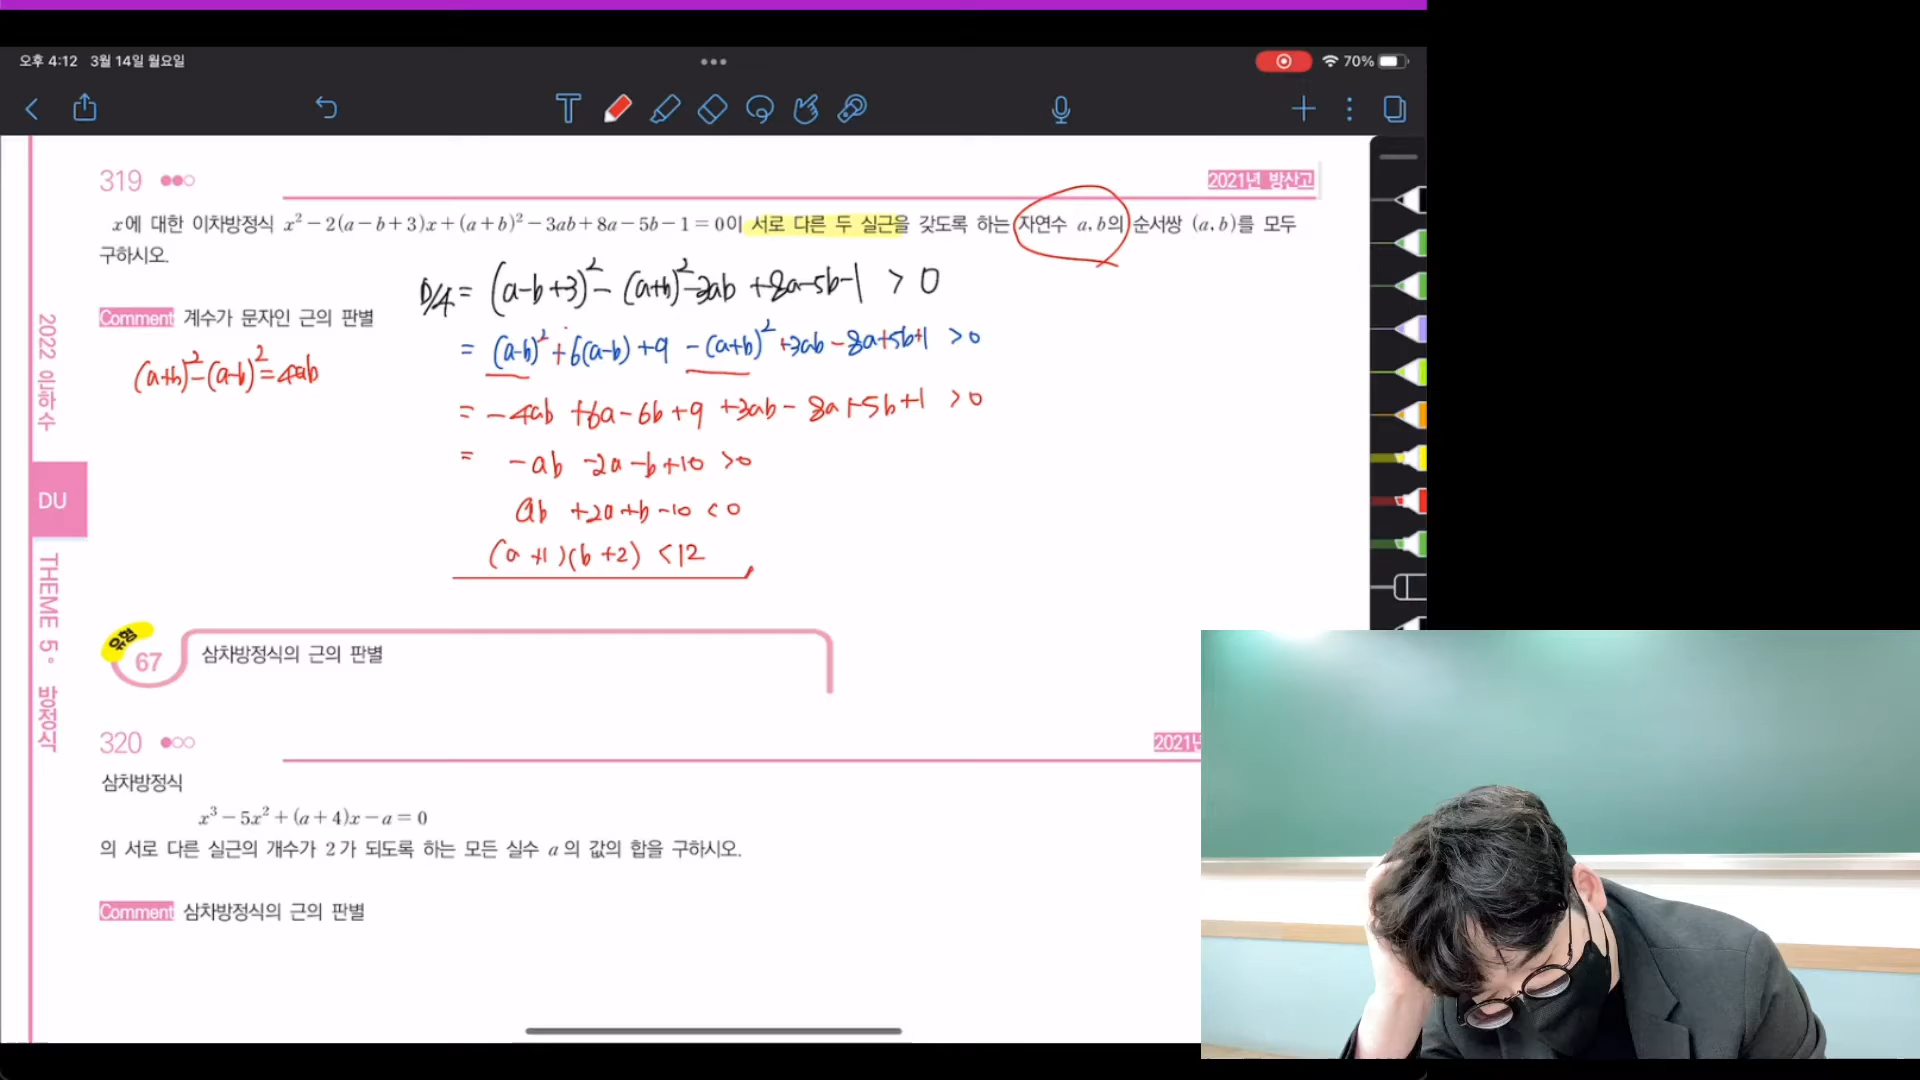 오후 4:12 3월 14일 월요일
70%
319
2021년 방산고
x에 대한 이차방정식 x² − 2(a − b + 3)x + (a + b)² − 3ab + 8a − 5b − 1 = 0이 서로 다른 두 실근을 갖도록 하는 자연수 a, b의 순서쌍 (a, b)를 모두
구하시오.
D/4 = (a-b+3)² - (a+b)² -3ab +8a-5b-1 > 0
Comment 계수가 문자인 근의 판별
= (a-b)² + 6(a-b) + 9 - (a+b)² +3ab - 8a+5b+1 > 0
(a+b)² - (a-b)² = 4ab
= -4ab +6a - 6b + 9 +3ab - 8a +5b +1 > 0
= -ab -2a -b +10 > 0
ab +2a +b -10 < 0
(a +1)(b +2) < 12
2022 이하수
DU
THEME 5. 방정식
유형
67
삼차방정식의 근의 판별
320
2021년
삼차방정식
x³ − 5x² + (a + 4)x − a = 0
의 서로 다른 실근의 개수가 2가 되도록 하는 모든 실수 a의 값의 합을 구하시오.
Comment 삼차방정식의 근의 판별